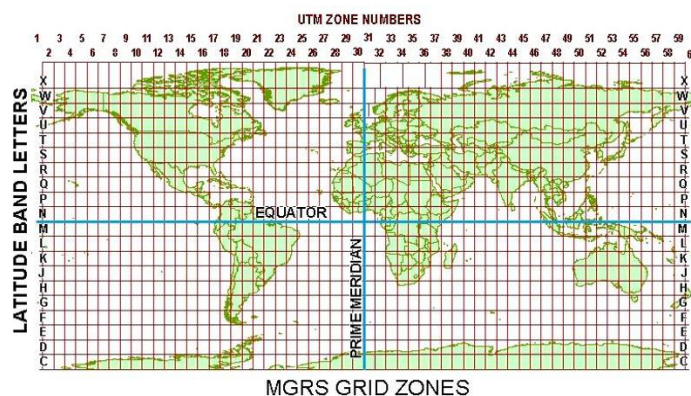 UTM ZONE NUMBERS
1 3 5 7 9 11 13 15 17 19 21 23 25 27 29 31 33 35 37 39 41 43 45 47 49 51 53 55 57 59
2 4 6 7 8 10 12 14 16 18 20 22 24 26 28 30 32 34 36 38 40 42 44 46 48 50 52 54 56 58 6
LATITUDE BAND LETTERS
X X
W W
V V
U U
T T
S S
R R
Q Q
P P
N N
EQUATOR
M M
L L
K K
J J
H H
G G
F F
E E
D D
C C
PRIME MERIDIAN
MGRS GRID ZONES